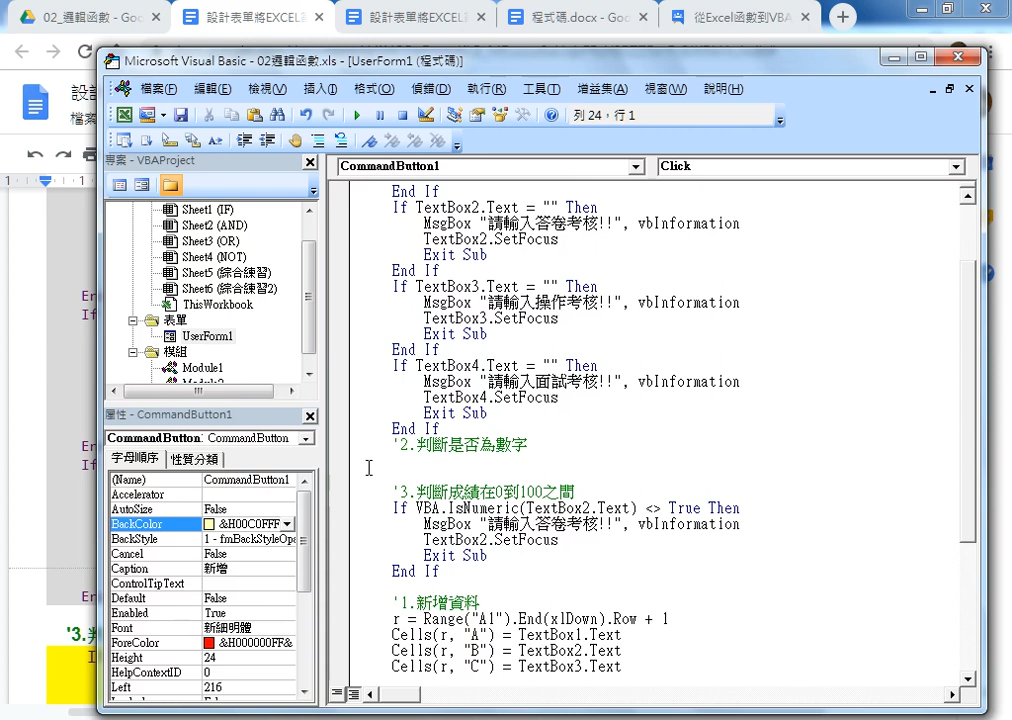 02_邏輯函數 - Goo
設計表單將EXCEL
設計表單將EXCEL
程式碼.docx - Goo
從Excel函數到VBA
設計
檔案
Microsoft Visual Basic - 02邏輯函數.xls - [UserForm1 (程式碼)]
檔案(F) 編輯(E) 檢視(V) 插入(I) 格式(O) 偵錯(D) 執行(R) 工具(T) 增益集(A) 視窗(W) 說明(H)
列 24，行 1
專案 - VBAProject
Sheet1 (IF)
Sheet2 (AND)
Sheet3 (OR)
Sheet4 (NOT)
Sheet5 (綜合練習)
Sheet6 (綜合練習2)
ThisWorkbook
表單
UserForm1
模組
Module1
屬性 - CommandButton1
CommandButton: CommandButton
字母順序 性質分類
(Name) CommandButton1
Accelerator
AutoSize False
BackColor &H00C0FFF
BackStyle 1 - fmBackStyleOpa
Cancel False
Caption 新增
ControlTipText
Default False
Enabled True
Font 新細明體
ForeColor &H000000FF&
Height 24
HelpContextID 0
Left 216
CommandButton1 Click
End If
If TextBox2.Text = "" Then
MsgBox "請輸入答卷考核!!", vbInformation
TextBox2.SetFocus
Exit Sub
End If
If TextBox3.Text = "" Then
MsgBox "請輸入操作考核!!", vbInformation
TextBox3.SetFocus
Exit Sub
End If
If TextBox4.Text = "" Then
MsgBox "請輸入面試考核!!", vbInformation
TextBox4.SetFocus
Exit Sub
End If
'2.判斷是否為數字
'3.判斷成績在0到100之間
If VBA.IsNumeric(TextBox2.Text) <> True Then
MsgBox "請輸入答卷考核!!", vbInformation
TextBox2.SetFocus
Exit Sub
End If
'1.新增資料
r = Range("A1").End(xlDown).Row + 1
Cells(r, "A") = TextBox1.Text
Cells(r, "B") = TextBox2.Text
Cells(r, "C") = TextBox3.Text